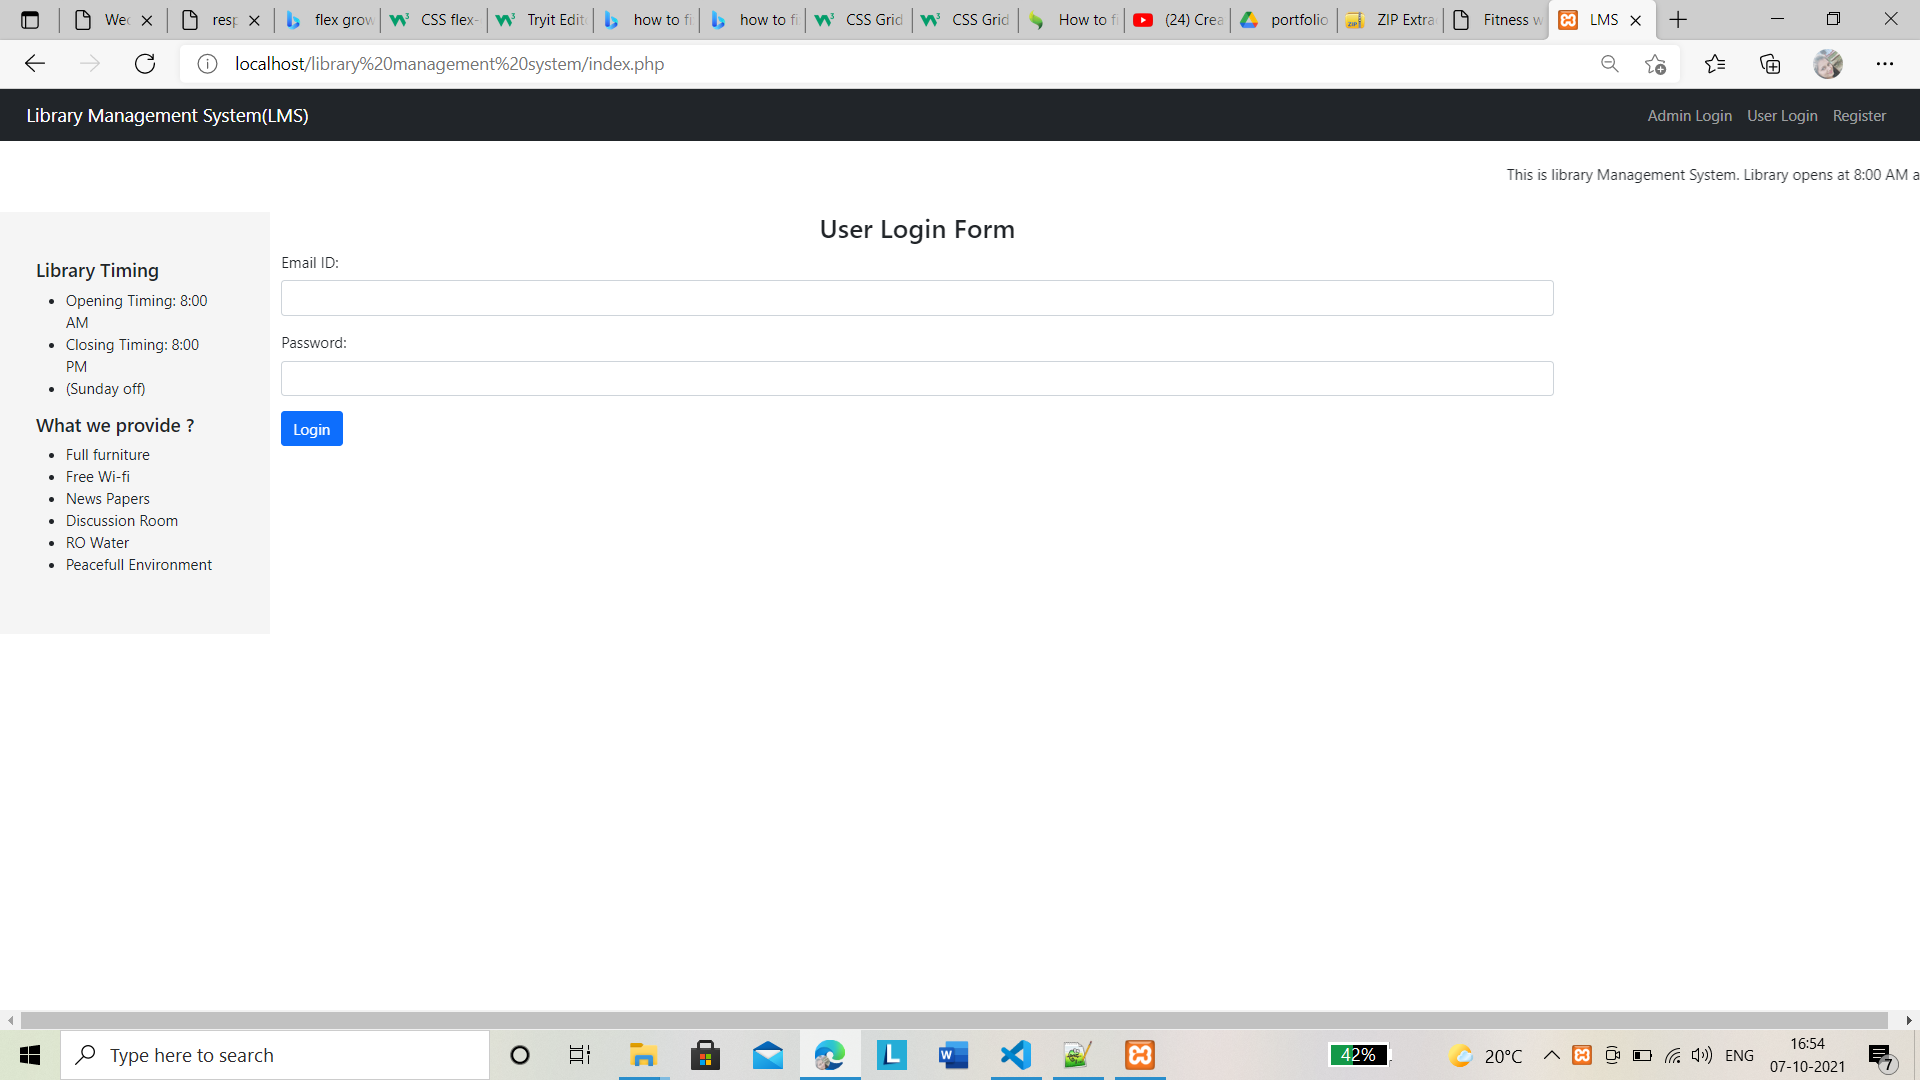 Wec
resp
flex grow
CSS flex-
Tryit Edit
how to fi
how to fi
CSS Grid
CSS Grid
How to fi
(24) Crea
portfolio
ZIP Extra
Fitness w
LMS
localhost/library%20management%20system/index.php
Library Management System(LMS)
Admin Login User Login Register
This is library Management System. Library opens at 8:00 AM a
User Login Form
Library Timing
• Opening Timing: 8:00
AM
• Closing Timing: 8:00
PM
• (Sunday off)
What we provide ?
• Full furniture
• Free Wi-fi
• News Papers
• Discussion Room
• RO Water
• Peacefull Environment
Email ID:
Password:
Login
Type here to search
42%
20°C
ENG
16:54
07-10-2021
7